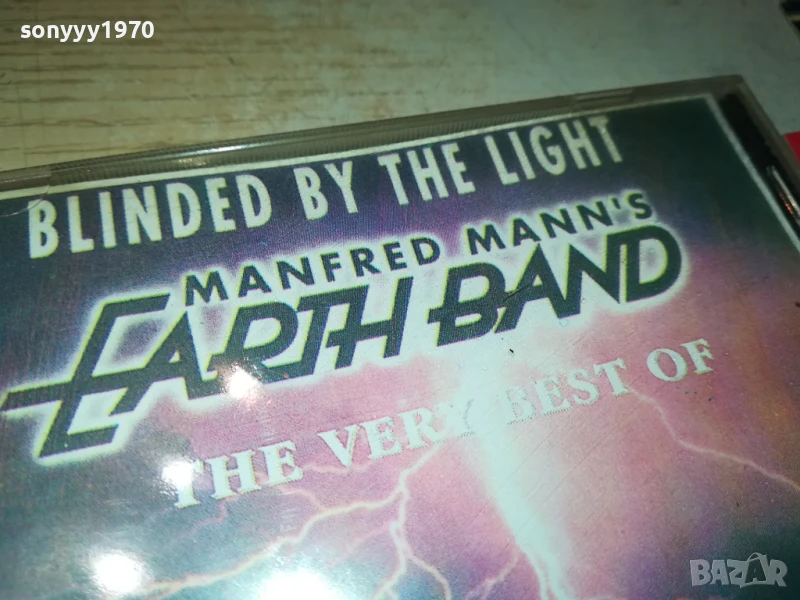 sonyyy1970
BLINDED BY THE LIGHT
MANFRED MANN'S
EARTH BAND
THE VERY BEST OF
BAZAR